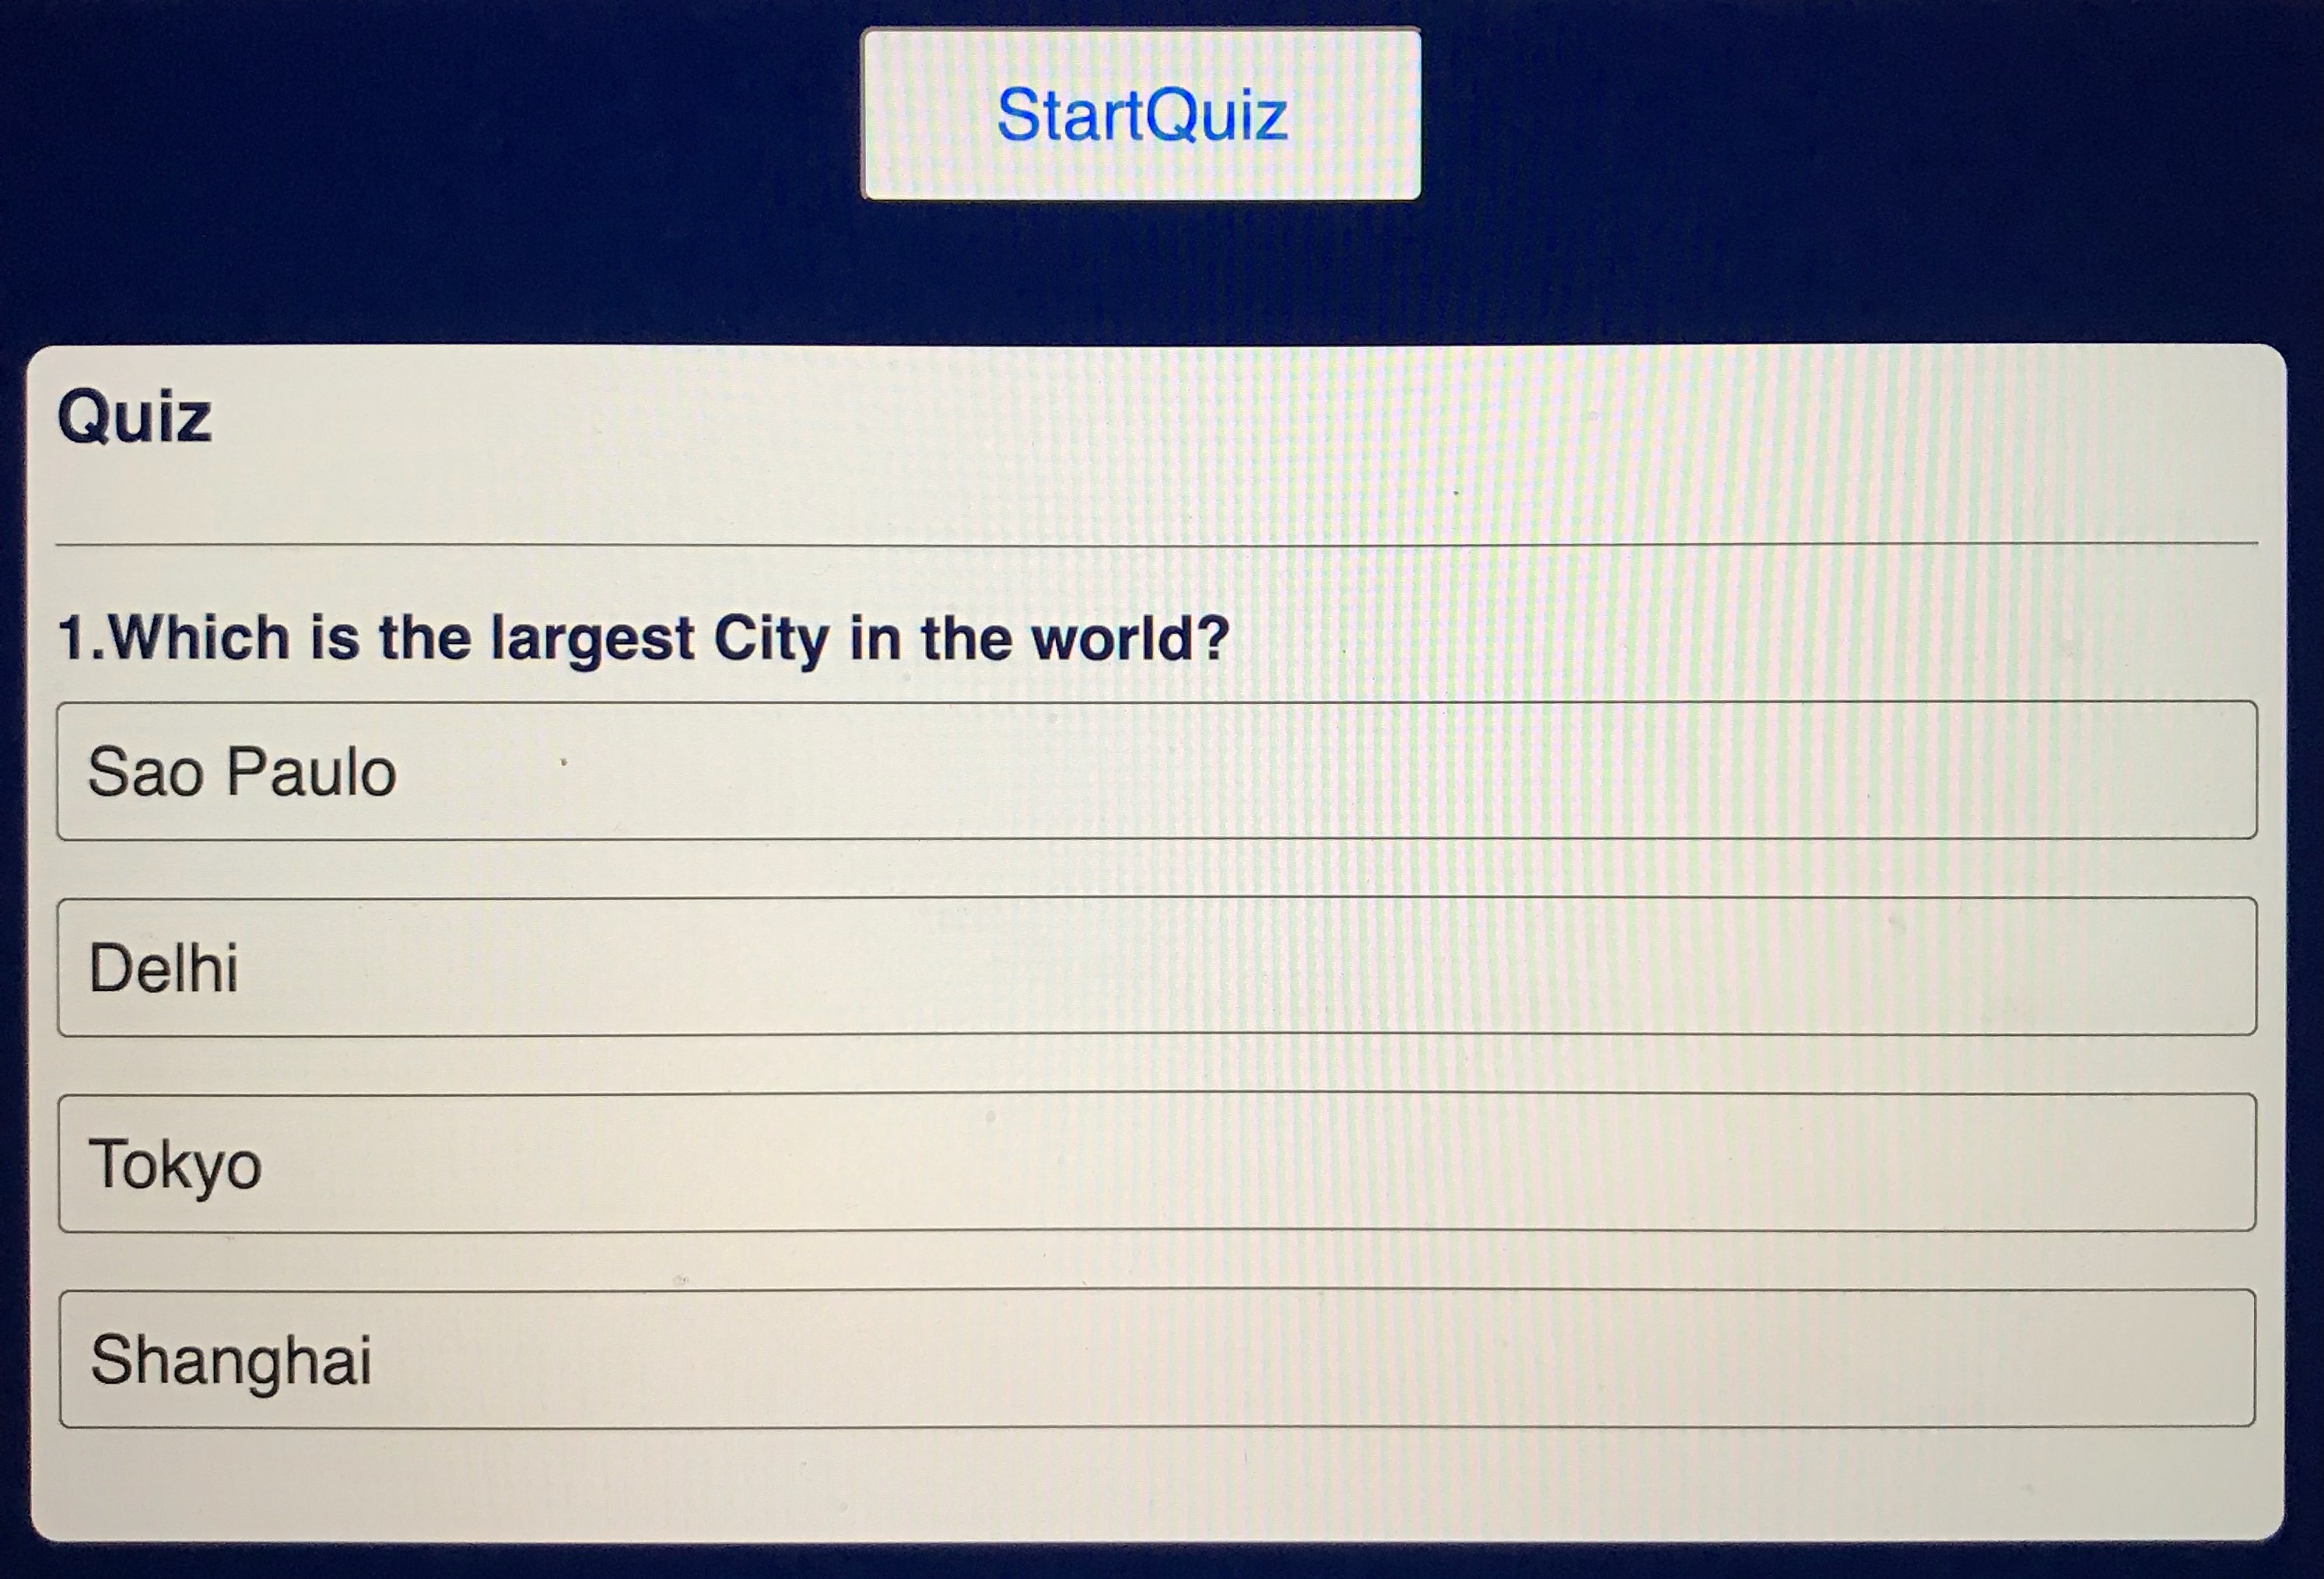 StartQuiz
Quiz
1.Which is the largest City in the world?
Sao Paulo
Delhi
Tokyo
Shanghai